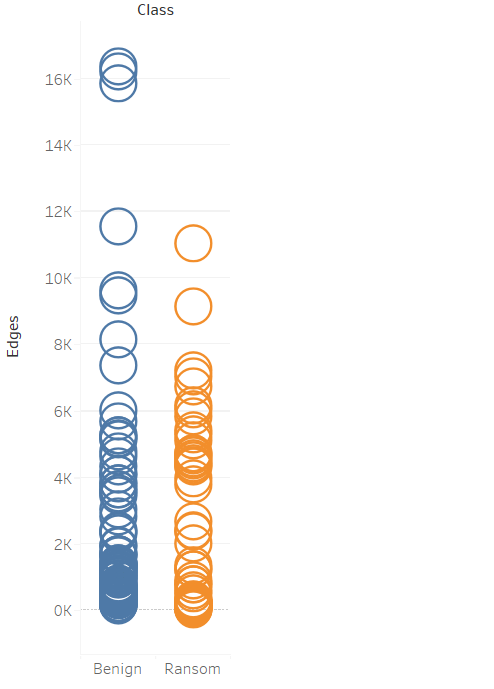 Class
Edges
16K
14K
12K
10K
8K
6K
4K
2K
0K
Benign
Ransom